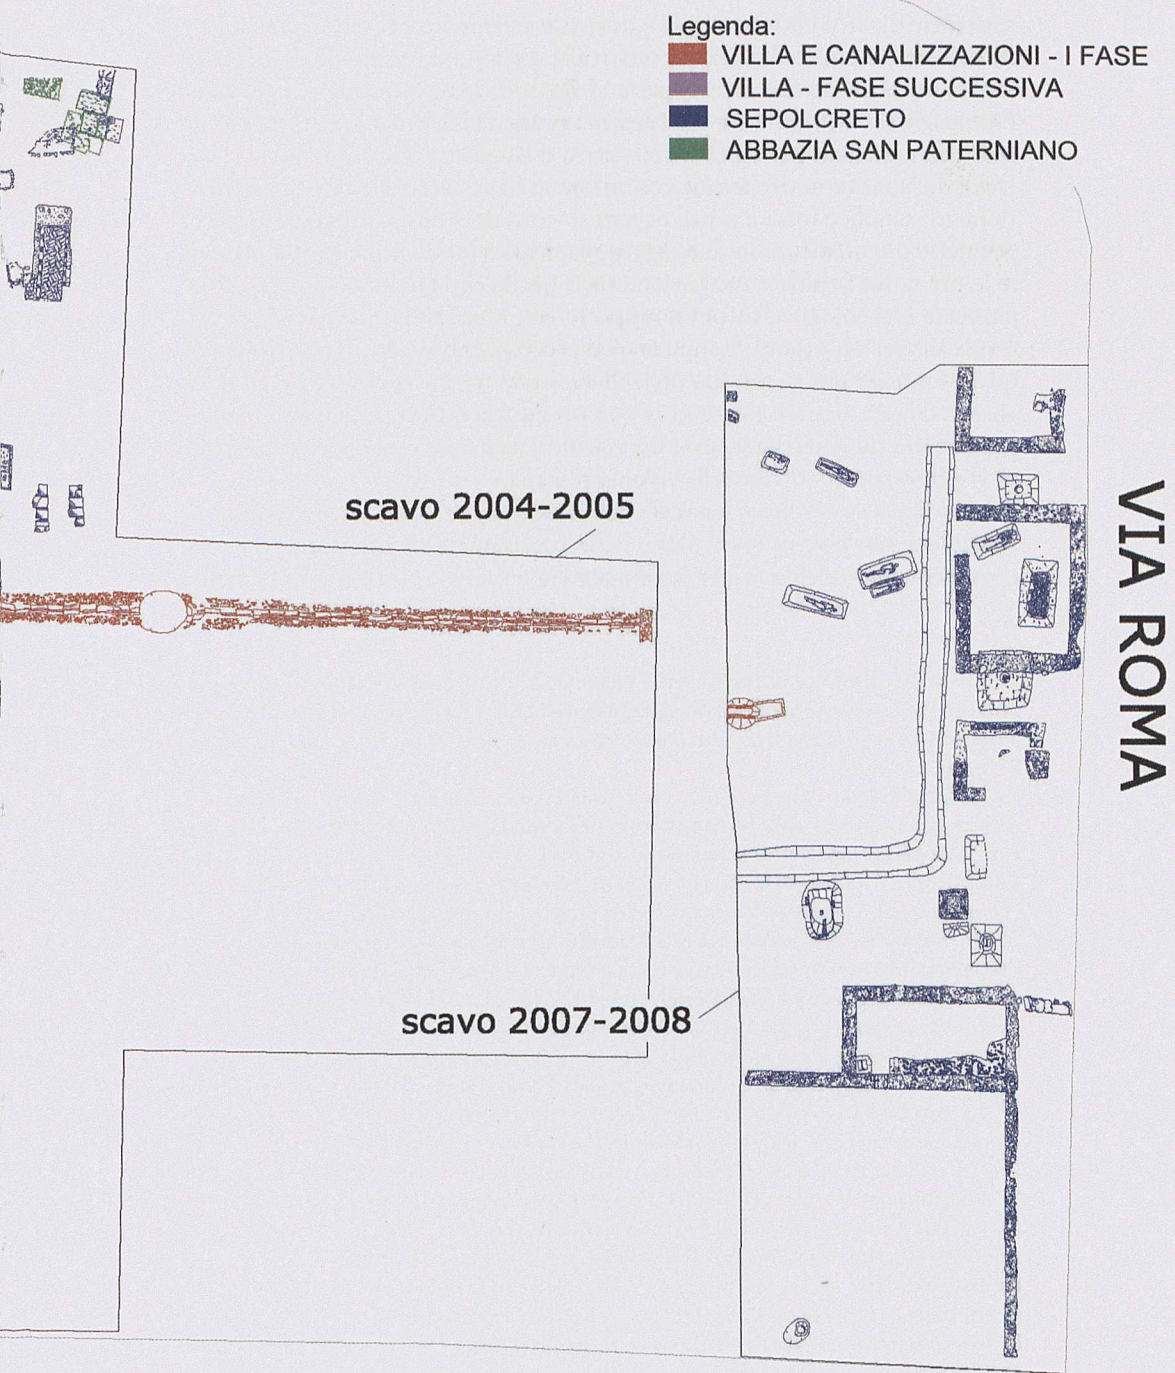 Legenda:
VILLA E CANALIZZAZIONI - I FASE
VILLA - FASE SUCCESSIVA
SEPOLCRETO
ABBAZIA SAN PATERNIANO
scavo 2004-2005
VIA ROMA
scavo 2007-2008